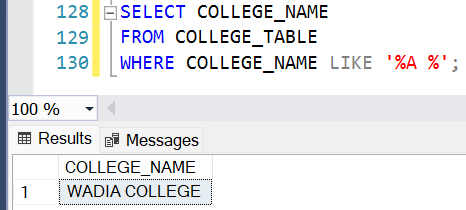 128 SELECT COLLEGE_NAME
129 FROM COLLEGE_TABLE
130 WHERE COLLEGE_NAME LIKE '%A %';
100 %
Results Messages
COLLEGE_NAME
1 WADIA COLLEGE